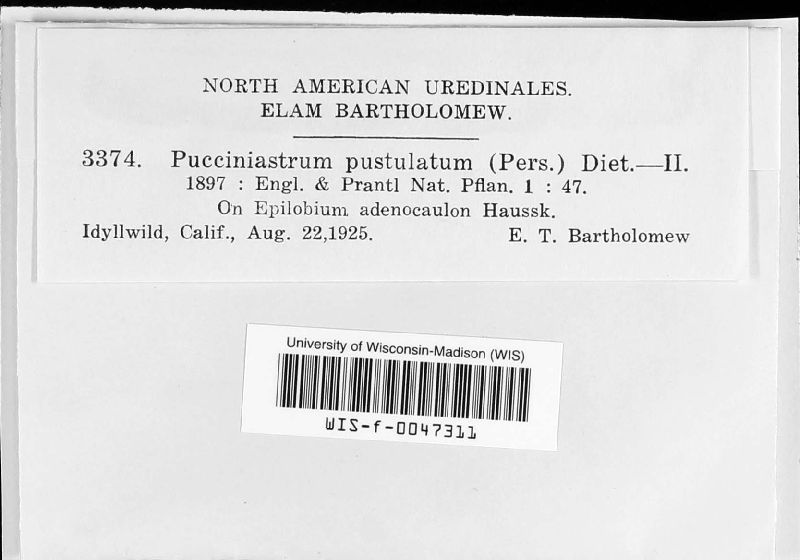 NORTH AMERICAN UREDINALES.
ELAM BARTHOLOMEW.
3374. Pucciniastrum pustulatum (Pers.) Diet.—II.
1897 : Engl. & Prantl Nat. Pflan. 1 : 47.
On Epilobium adenocaulon Haussk.
Idyllwild, Calif., Aug. 22,1925. E. T. Bartholomew
University of Wisconsin-Madison (WIS)
WIS-f-0047311